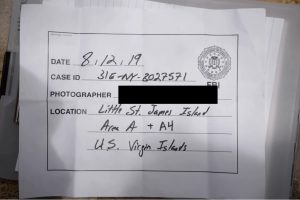 DATE 8/12/19
CASE ID 31E-NY-3027571
PHOTOGRAPHER
FBI
LOCATION Little St. James Island
Area A + A4
U.S. Virgin Islands